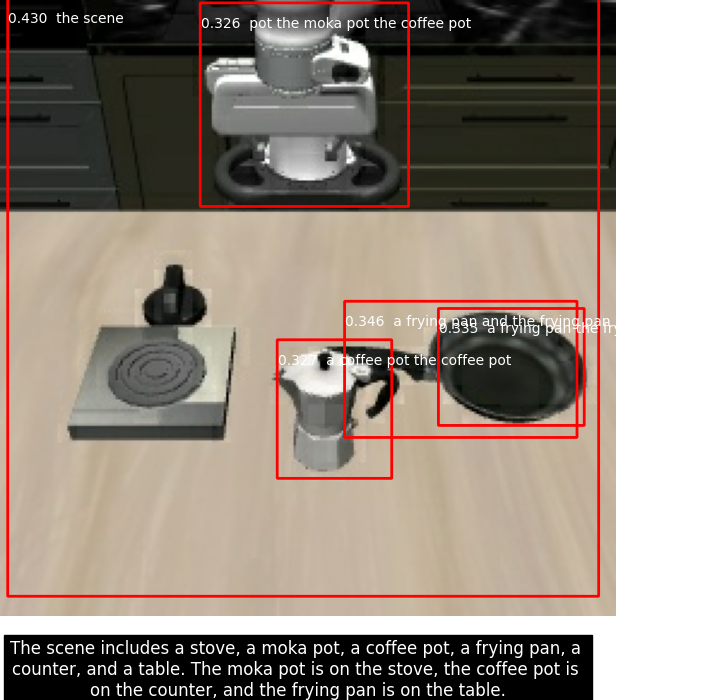 0.430 the scene
0.326 pot the moka pot the coffee pot
0.346 a frying pan and the frying pan
0.335 a frying pan the fry
0.327 a coffee pot the coffee pot
The scene includes a stove, a moka pot, a coffee pot, a frying pan, a
counter, and a table. The moka pot is on the stove, the coffee pot is
on the counter, and the frying pan is on the table.